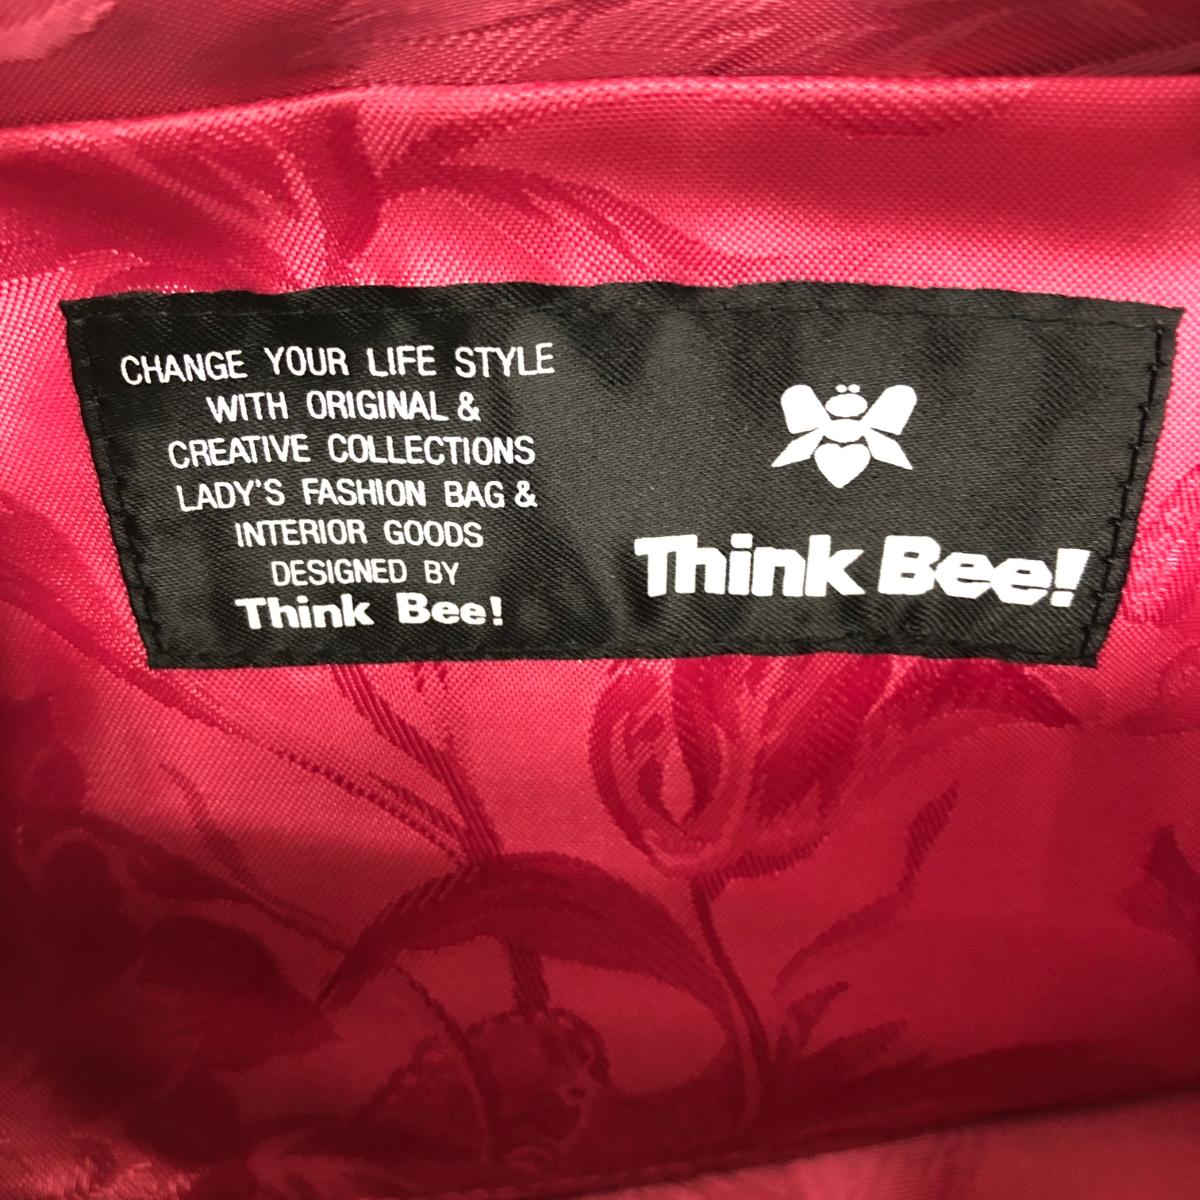 CHANGE YOUR LIFE STYLE
WITH ORIGINAL &
CREATIVE COLLECTIONS
LADY'S FASHION BAG &
INTERIOR GOODS
DESIGNED BY
Think Bee!
Think Bee!